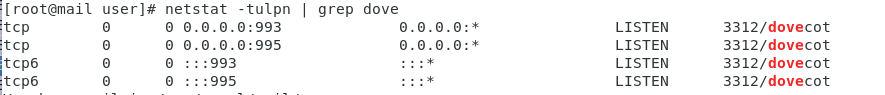 [root@mail user]# netstat -tulpn | grep dove
tcp        0      0 0.0.0.0:993             0.0.0.0:*               LISTEN      3312/dovecot
tcp        0      0 0.0.0.0:995             0.0.0.0:*               LISTEN      3312/dovecot
tcp6       0      0 :::993                  :::*                    LISTEN      3312/dovecot
tcp6       0      0 :::995                  :::*                    LISTEN      3312/dovecot